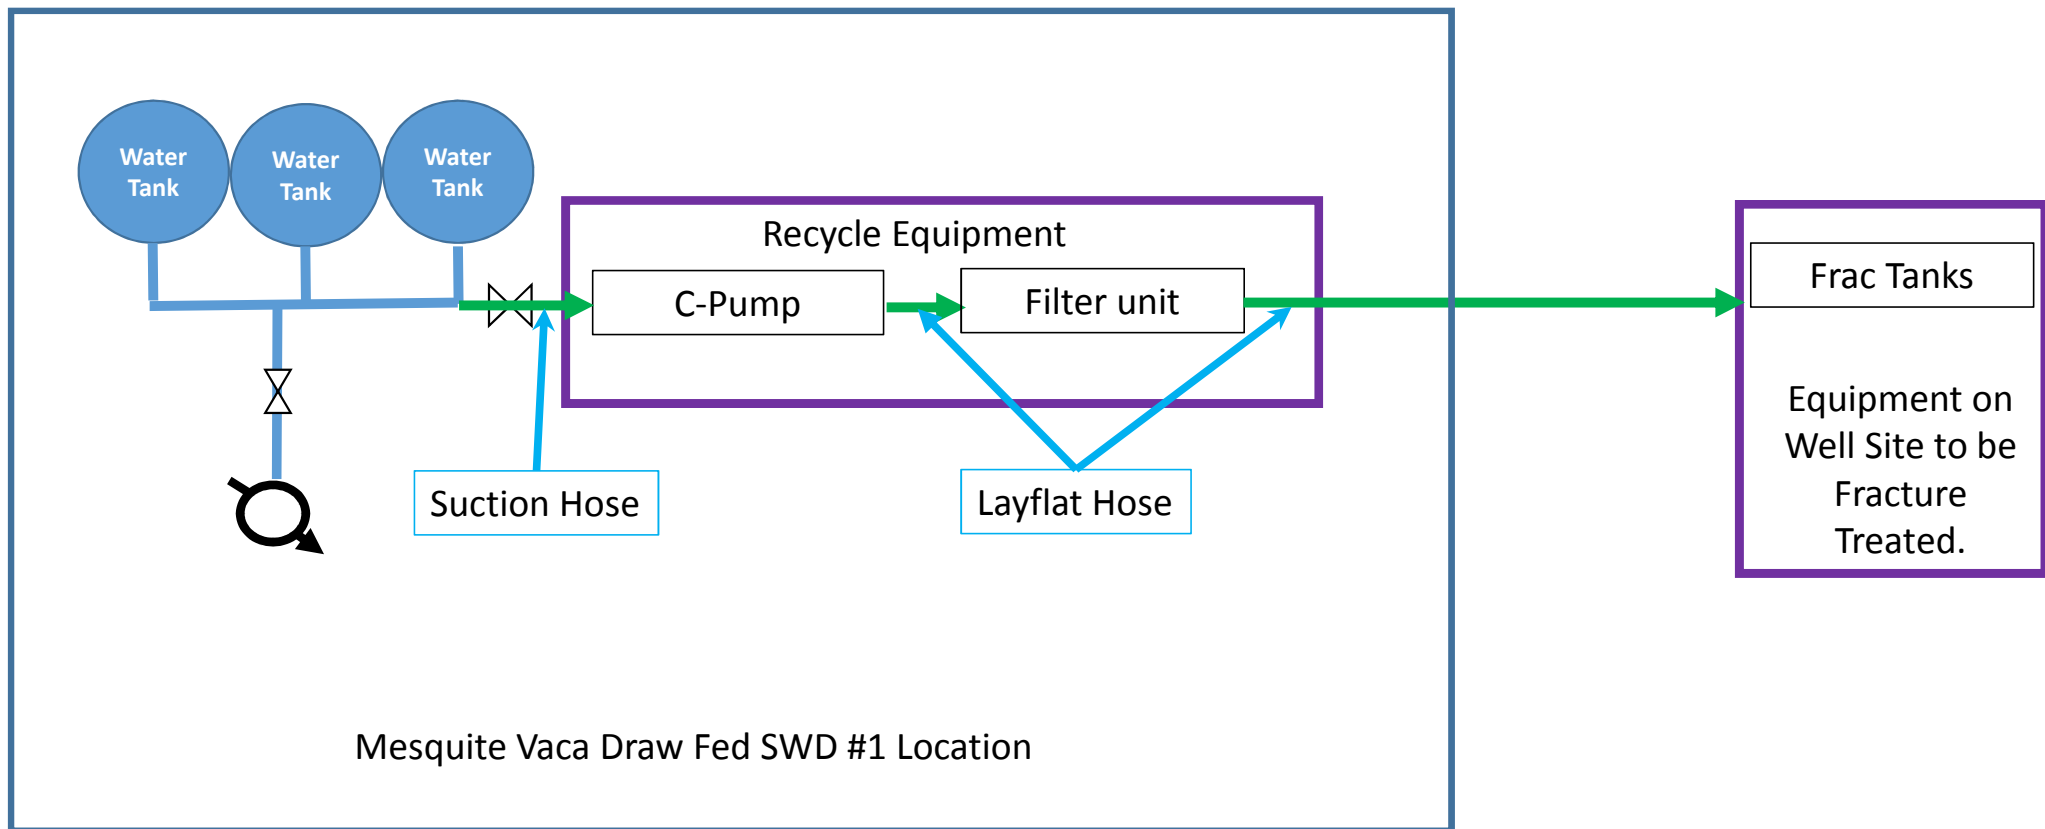 Water
Tank
Water
Tank
Water
Tank
Recycle Equipment
C-Pump
Filter unit
Frac Tanks
Equipment on
Well Site to be
Fracture
Treated.
Suction Hose
Layflat Hose
Mesquite Vaca Draw Fed SWD #1 Location